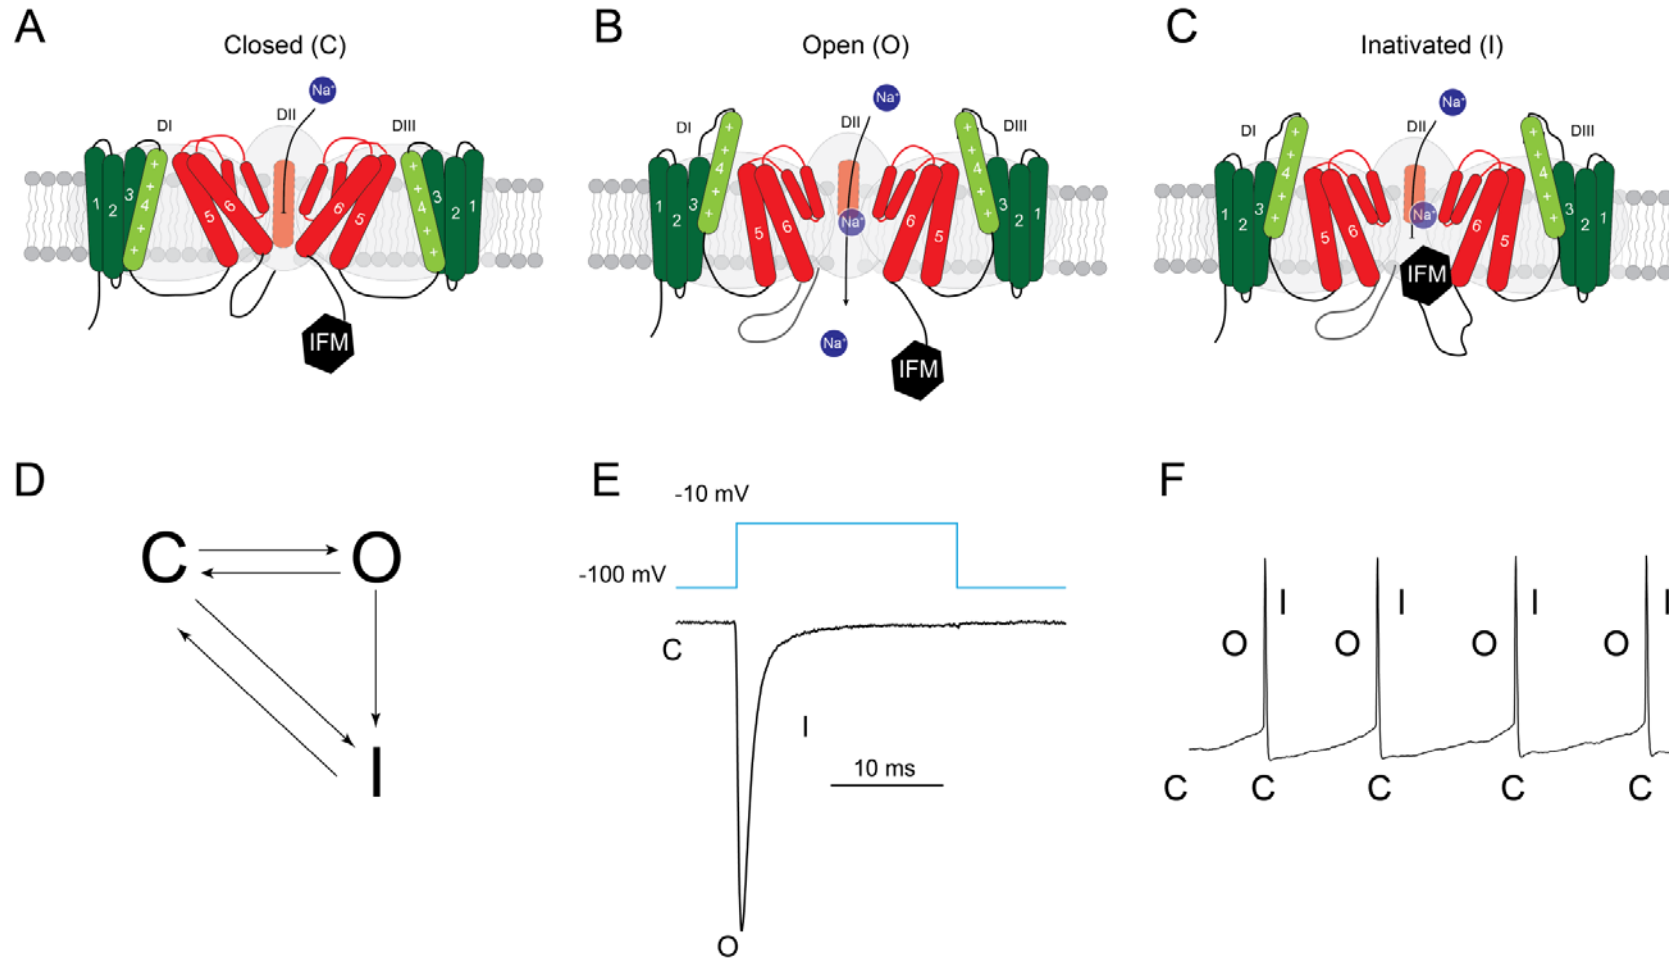 A
Closed (C)
Na⁺
DI
DII
DIII
1
2
3
4
+
+
+
+
5
6
6
5
+
+
+
+
4
3
2
1
IFM
B
Open (O)
Na⁺
DI
DII
DIII
1
2
3
4
+
+
+
+
5
6
Na⁺
6
5
+
+
+
+
4
3
2
1
Na⁺
IFM
C
Inativated (I)
Na⁺
DI
DII
DIII
1
2
3
4
+
+
+
+
5
6
Na⁺
6
5
+
+
+
+
4
3
2
1
IFM
D
C
O
I
E
-10 mV
-100 mV
C
I
10 ms
O
F
I I I I
O O O O
C C C C C